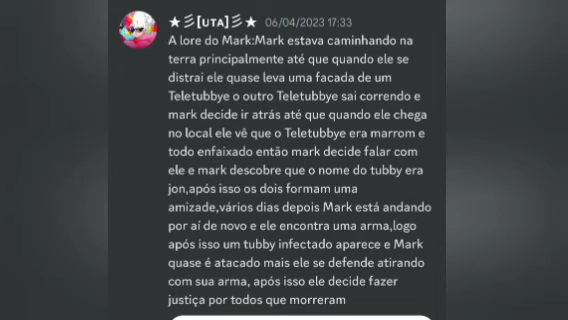 ★彡[ᴜᴛᴀ]彡★ 06/04/2023 17:33
A lore do Mark:Mark estava caminhando na
terra principalmente até que quando ele se
distrai ele quase leva uma facada de um
Teletubbye o outro Teletubbye sai correndo e
mark decide ir atrás até que quando ele chega
no local ele vê que o Teletubbye era marrom e
todo enfaixado então mark decide falar com
ele e mark descobre que o nome do tubby era
jon,após isso os dois formam uma
amizade,vários dias depois Mark está andando
por aí de novo e ele encontra uma arma,logo
após isso um tubby infectado aparece e Mark
quase é atacado mais ele se defende atirando
com sua arma, após isso ele decide fazer
justiça por todos que morreram